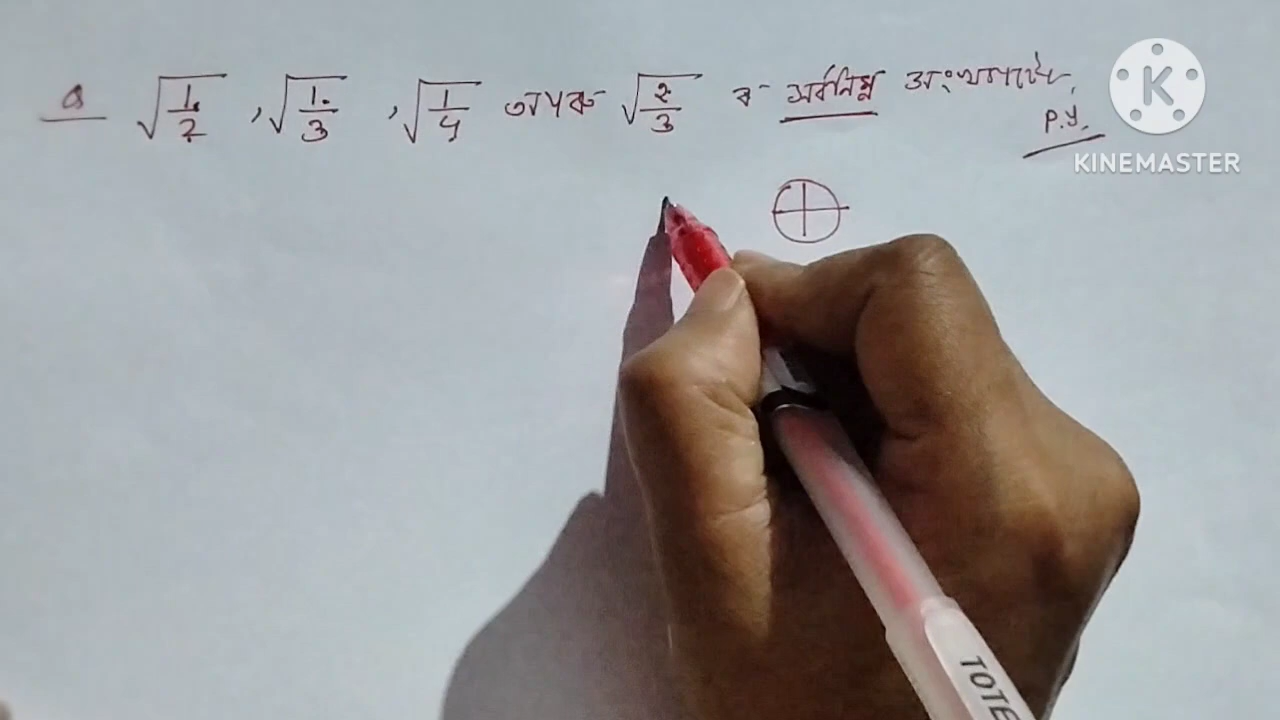 Q √1/2 , √1/3 , √1/4 আৰু √2/3 ৰ সৰ্বনিম্ন সংখ্যাটো
P.Y.
KINEMASTER
TOTE